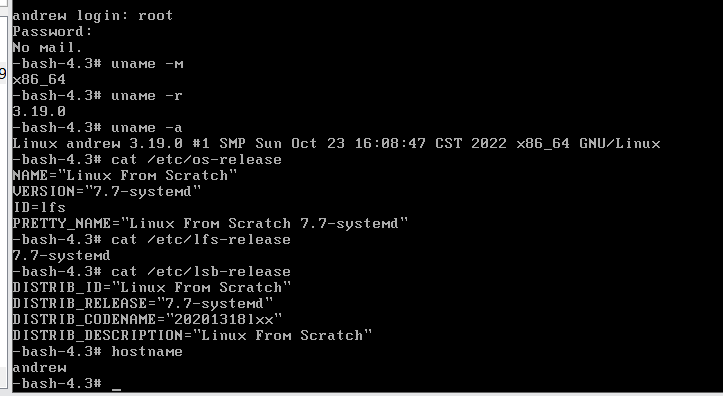 andrew login: root
Password:
No mail.
-bash-4.3# uname -m
x86_64
-bash-4.3# uname -r
3.19.0
-bash-4.3# uname -a
Linux andrew 3.19.0 #1 SMP Sun Oct 23 16:08:47 CST 2022 x86_64 GNU/Linux
-bash-4.3# cat /etc/os-release
NAME="Linux From Scratch"
VERSION="7.7-systemd"
ID=lfs
PRETTY_NAME="Linux From Scratch 7.7-systemd"
-bash-4.3# cat /etc/lfs-release
7.7-systemd
-bash-4.3# cat /etc/lsb-release
DISTRIB_ID="Linux From Scratch"
DISTRIB_RELEASE="7.7-systemd"
DISTRIB_CODENAME="20201318lxx"
DISTRIB_DESCRIPTION="Linux From Scratch"
-bash-4.3# hostname
andrew
-bash-4.3# _
9